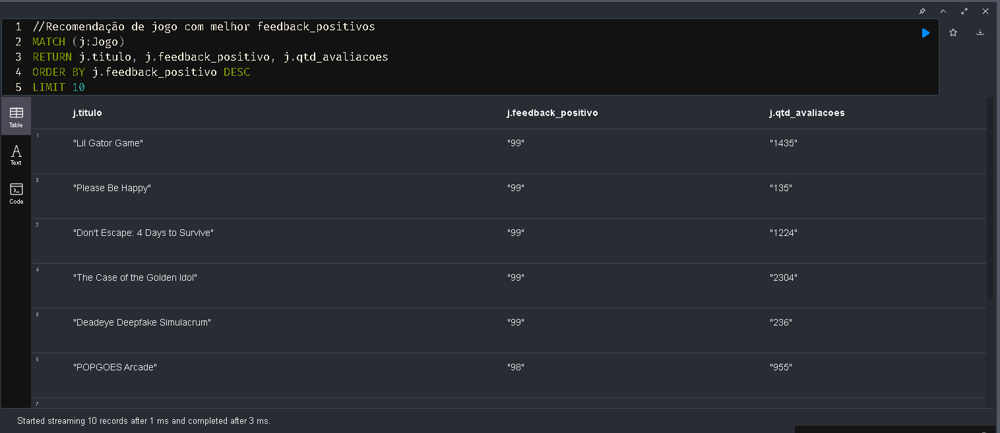 1 //Recomendação de jogo com melhor feedback_positivos
2 MATCH (j:Jogo)
3 RETURN j.titulo, j.feedback_positivo, j.qtd_avaliacoes
4 ORDER BY j.feedback_positivo DESC
5 LIMIT 10
Table
Text
Code
j.titulo j.feedback_positivo j.qtd_avaliacoes
1 "Lil Gator Game" "99" "1435"
2 "Please Be Happy" "99" "135"
3 "Don't Escape: 4 Days to Survive" "99" "1224"
4 "The Case of the Golden Idol" "99" "2304"
5 "Deadeye Deepfake Simulacrum" "99" "236"
6 "POPGOES Arcade" "98" "955"
7
Started streaming 10 records after 1 ms and completed after 3 ms.